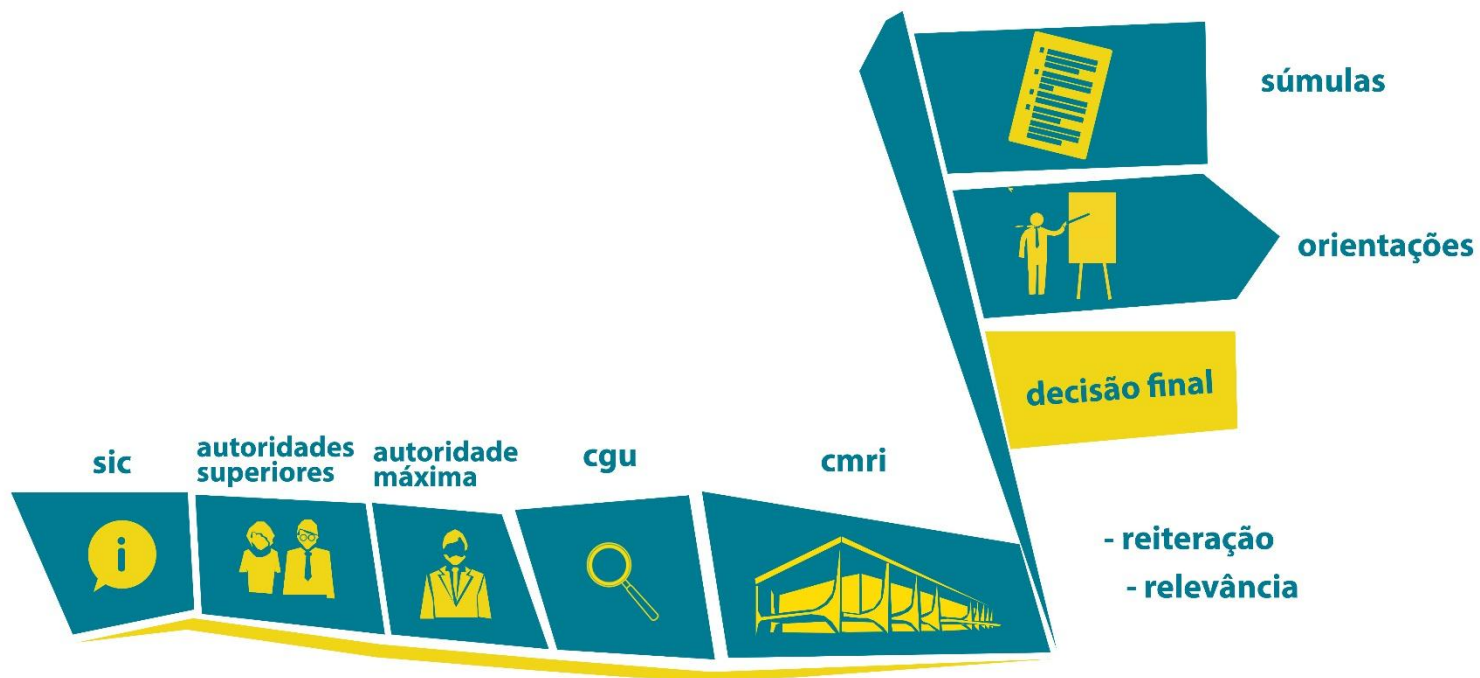 súmulas
orientações
decisão final
sic
autoridades
superiores
autoridade
máxima
cgu
cmri
- reiteração
- relevância